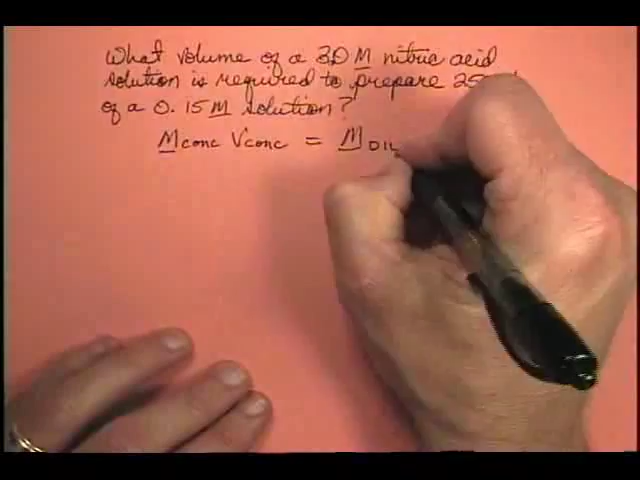 What volume of a 3.0 M nitric acid
solution is required to prepare
of a 0.15 M solution?
Mconc Vconc = M